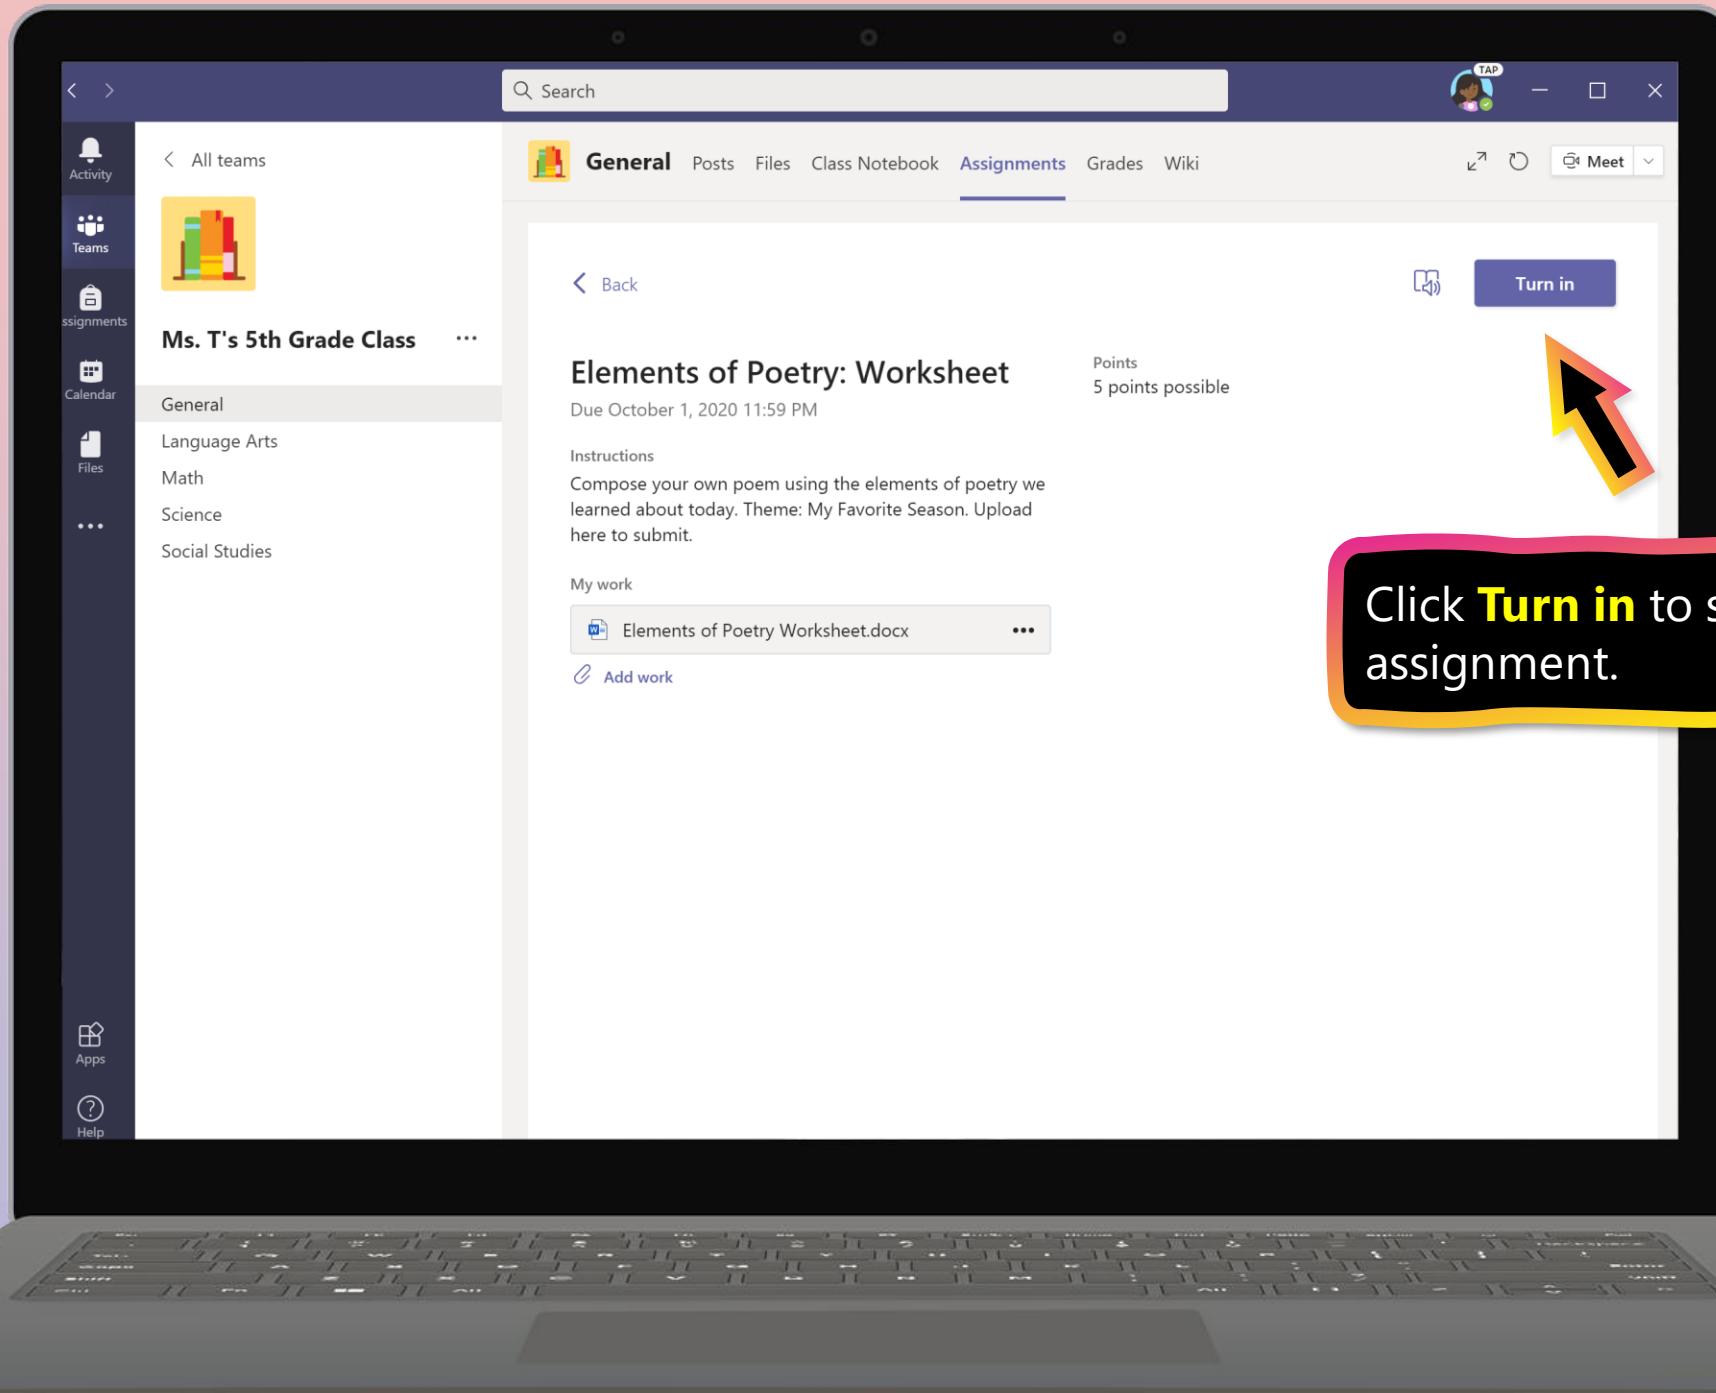 Search
TAP
Activity
Teams
ssignments
Calendar
Files
Apps
Help
All teams
Ms. T's 5th Grade Class
General
Language Arts
Math
Science
Social Studies
General Posts Files Class Notebook Assignments Grades Wiki
Meet
Back
Turn in
Elements of Poetry: Worksheet
Due October 1, 2020 11:59 PM
Points
5 points possible
Instructions
Compose your own poem using the elements of poetry we
learned about today. Theme: My Favorite Season. Upload
here to submit.
My work
Elements of Poetry Worksheet.docx
Add work
Click Turn in to s
assignment.